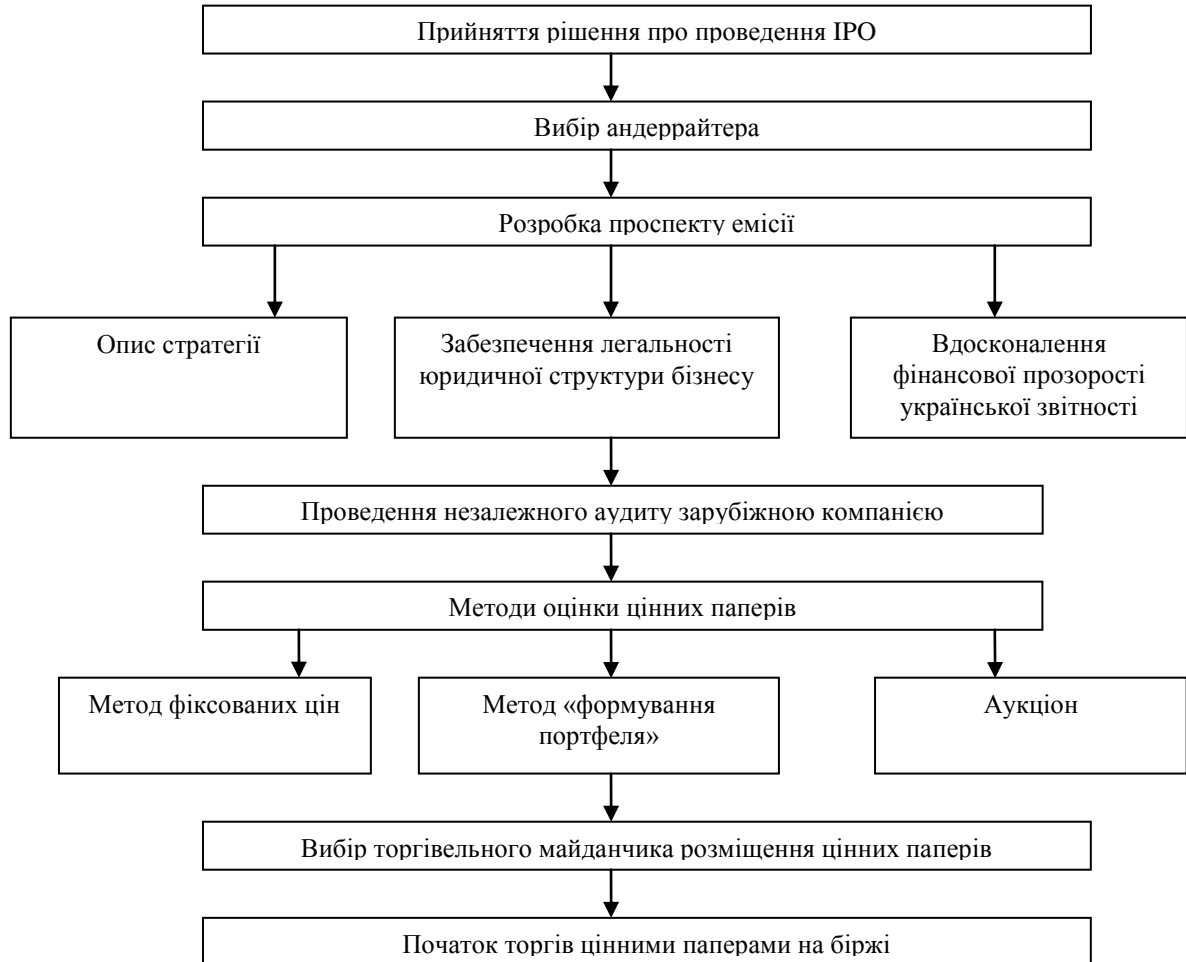 Прийняття рішення про проведення ІРО
Вибір андеррайтера
Розробка проспекту емісії
Опис стратегії
Забезпечення легальності
юридичної структури бізнесу
Вдосконалення
фінансової прозорості
української звітності
Проведення незалежного аудиту зарубіжною компанією
Методи оцінки цінних паперів
Метод фіксованих цін
Метод «формування
портфеля»
Аукціон
Вибір торгівельного майданчика розміщення цінних паперів
Початок торгів цінними паперами на біржі